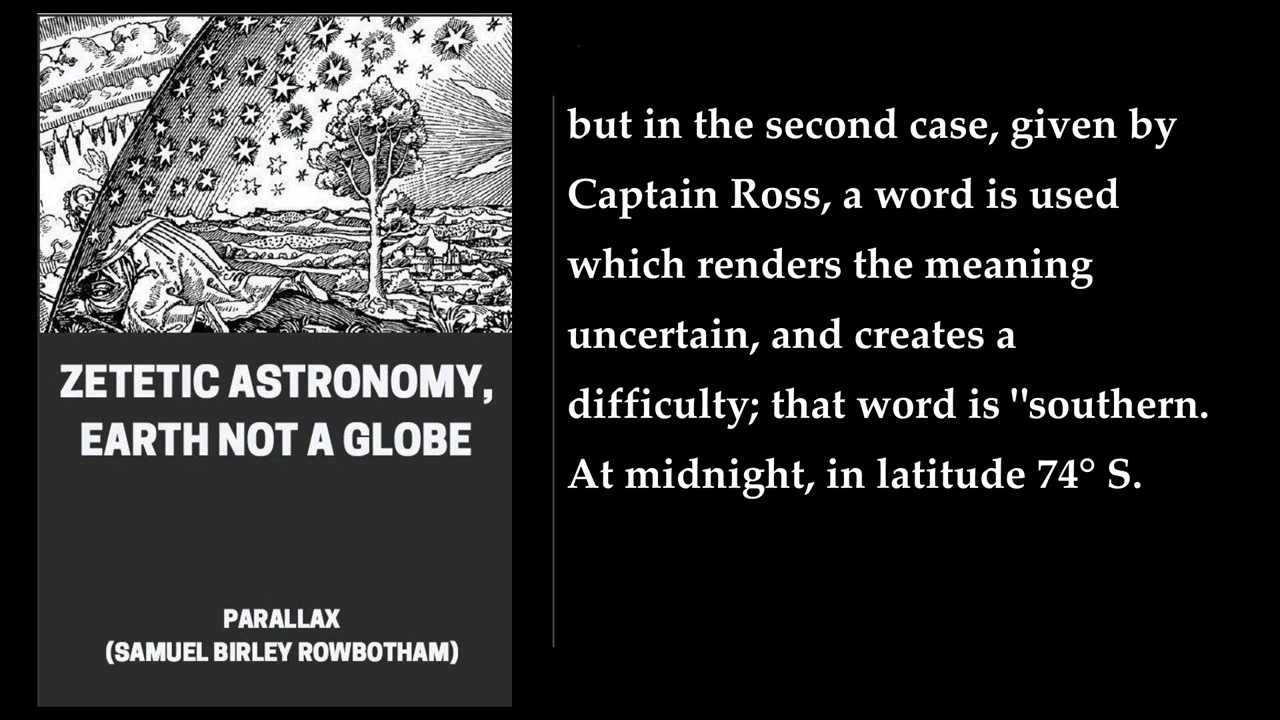 ZETETIC ASTRONOMY,
EARTH NOT A GLOBE
PARALLAX
(SAMUEL BIRLEY ROWBOTHAM)
but in the second case, given by
Captain Ross, a word is used
which renders the meaning
uncertain, and creates a
difficulty; that word is "southern.
At midnight, in latitude 74° S.